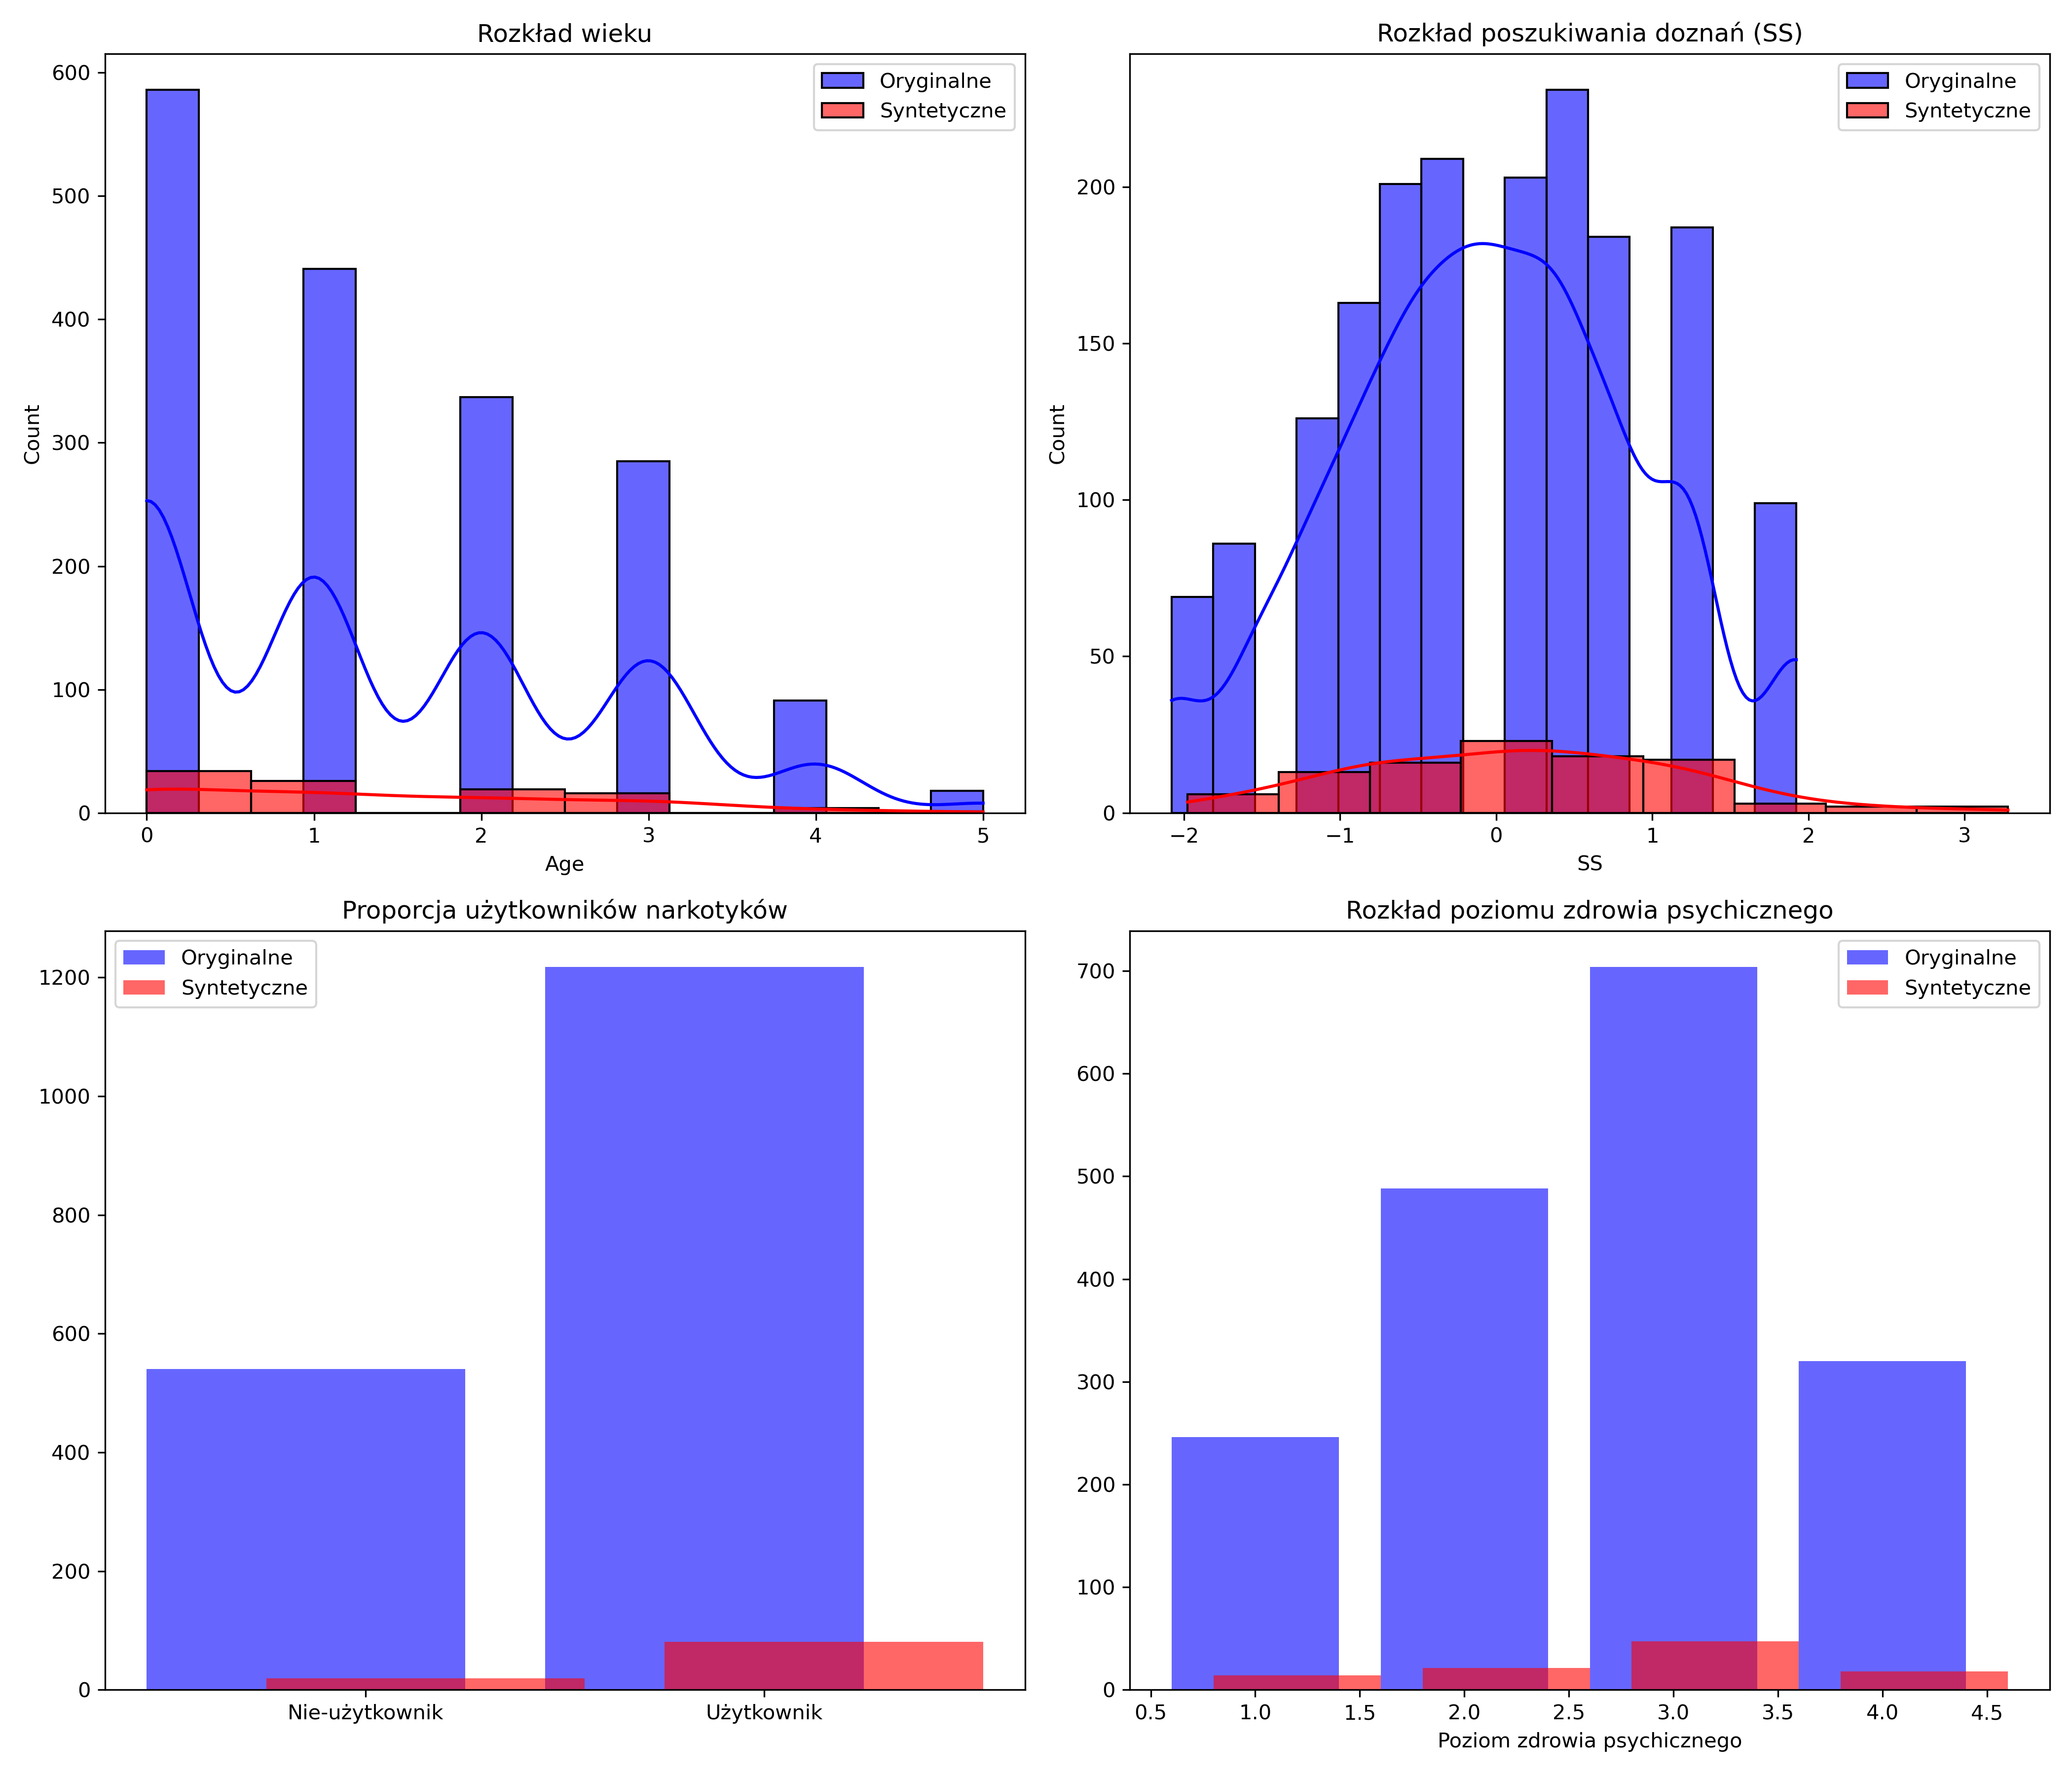 Rozkład wieku
Oryginalne
Syntetyczne
600
500
400
300
200
100
0
Count
0 1 2 3 4 5
Age
Rozkład poszukiwania doznań (SS)
Oryginalne
Syntetyczne
200
150
100
50
0
Count
−2 −1 0 1 2 3
SS
Proporcja użytkowników narkotyków
Oryginalne
Syntetyczne
1200
1000
800
600
400
200
0
Nie-użytkownik Użytkownik
Rozkład poziomu zdrowia psychicznego
Oryginalne
Syntetyczne
700
600
500
400
300
200
100
0
0.5 1.0 1.5 2.0 2.5 3.0 3.5 4.0 4.5
Poziom zdrowia psychicznego